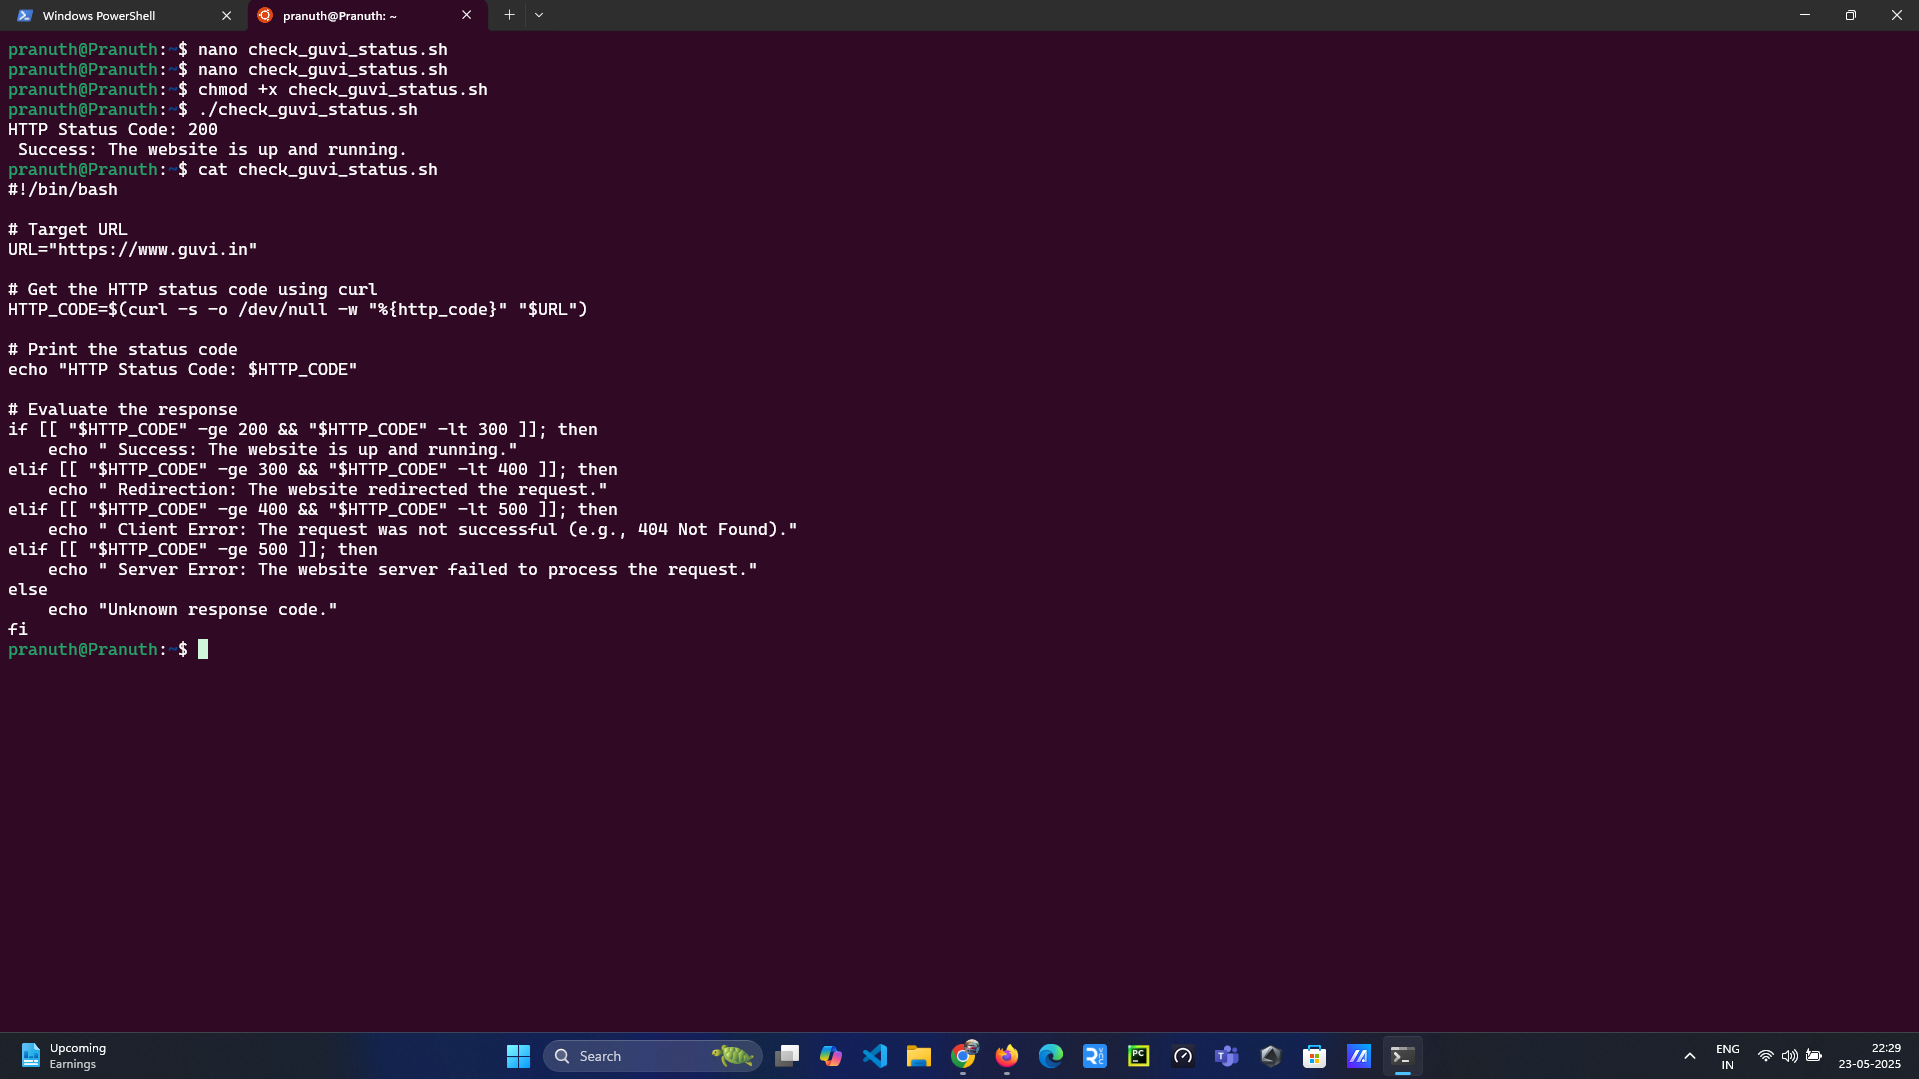 Windows PowerShell
pranuth@Pranuth: ~
pranuth@Pranuth:~$ nano check_guvi_status.sh
pranuth@Pranuth:~$ nano check_guvi_status.sh
pranuth@Pranuth:~$ chmod +x check_guvi_status.sh
pranuth@Pranuth:~$ ./check_guvi_status.sh
HTTP Status Code: 200
 Success: The website is up and running.
pranuth@Pranuth:~$ cat check_guvi_status.sh
#!/bin/bash

# Target URL
URL="https://www.guvi.in"

# Get the HTTP status code using curl
HTTP_CODE=$(curl -s -o /dev/null -w "%{http_code}" "$URL")

# Print the status code
echo "HTTP Status Code: $HTTP_CODE"

# Evaluate the response
if [[ "$HTTP_CODE" -ge 200 && "$HTTP_CODE" -lt 300 ]]; then
    echo " Success: The website is up and running."
elif [[ "$HTTP_CODE" -ge 300 && "$HTTP_CODE" -lt 400 ]]; then
    echo " Redirection: The website redirected the request."
elif [[ "$HTTP_CODE" -ge 400 && "$HTTP_CODE" -lt 500 ]]; then
    echo " Client Error: The request was not successful (e.g., 404 Not Found)."
elif [[ "$HTTP_CODE" -ge 500 ]]; then
    echo " Server Error: The website server failed to process the request."
else
    echo "Unknown response code."
fi
pranuth@Pranuth:~$
Upcoming
Earnings
Search
PC
ENG
IN
22:29
23-05-2025